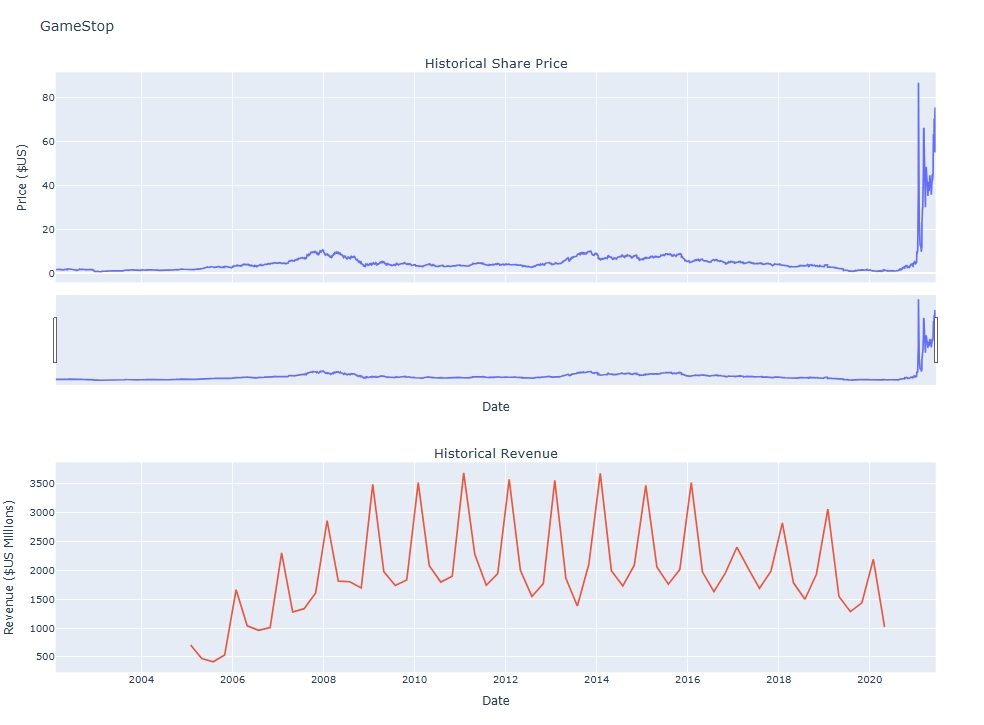 GameStop
Historical Share Price
Price ($US)
80
60
40
20
0
Date
Historical Revenue
Revenue ($US Millions)
3500
3000
2500
2000
1500
1000
500
2004 2006 2008 2010 2012 2014 2016 2018 2020
Date